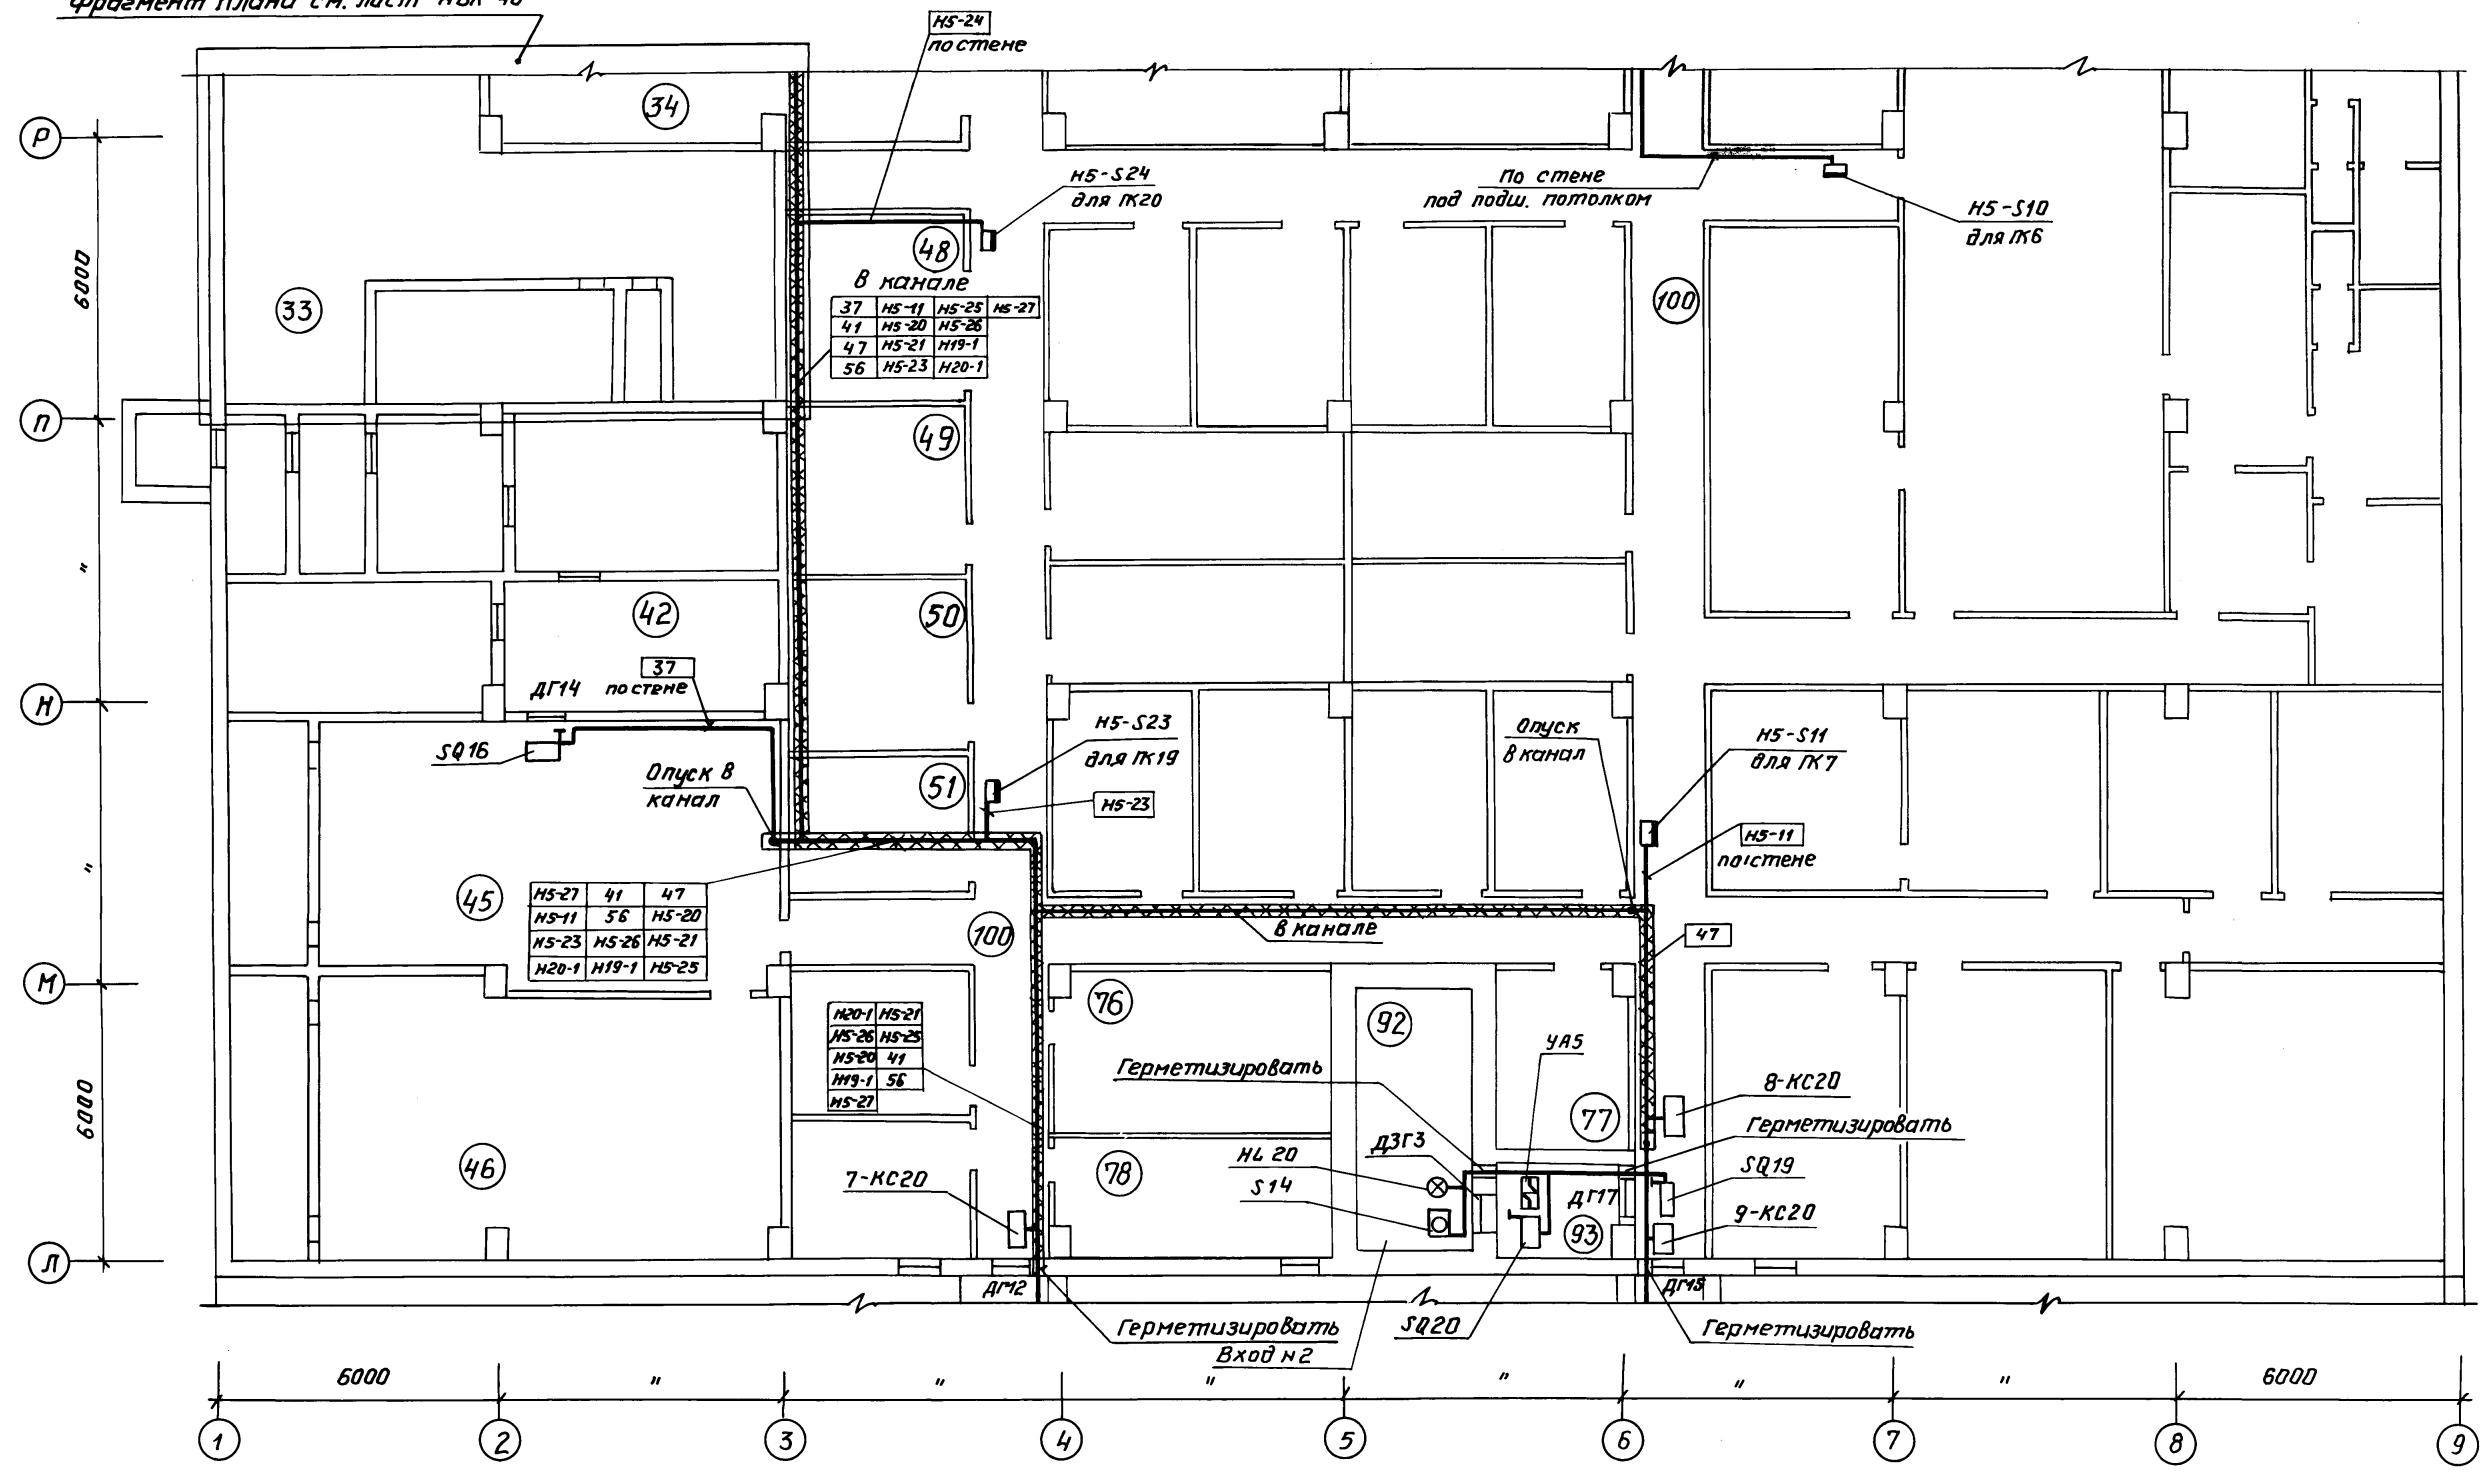 Фрагмент плана см. лист
Н5-24
по стене
34
Р
Н5-S24
для ПК20
По стене
под подш. потолком
Н5-S10
для ПК6
48
В канале
6000
33
37 Н5-11 Н5-25 Н5-27
41 Н5-20 Н5-26
47 Н5-21 Н19-1
56 Н5-23 Н20-1
100
П
49
"
42
50
37
по стене
ДГ14
Н
SQ16
Опуск в
канал
51
Н5-S23
для ПК19
Н5-23
Опуск
в канал
Н5-S11
для ПК7
Н5-11
по стене
"
45
Н5-27 41 47
Н5-11 56 Н5-20
Н5-23 Н5-26 Н5-21
Н20-1 Н19-1 Н5-25
100
в канале
47
М
Н20-1 Н5-21
Н5-26 Н5-25
Н5-20 41
Н19-1 56
Н5-27
76
92
УА5
Герметизировать
77
8-КС20
Герметизировать
6000
46
7-КС20
78
HL 20
S14
ДЗГ3
ДГ17
93
SQ19
9-КС20
Л
ДГ12
ДГ15
Герметизировать
Вход н2
SQ20
Герметизировать
6000 " " " " " " 6000
1 2 3 4 5 6 7 8 9